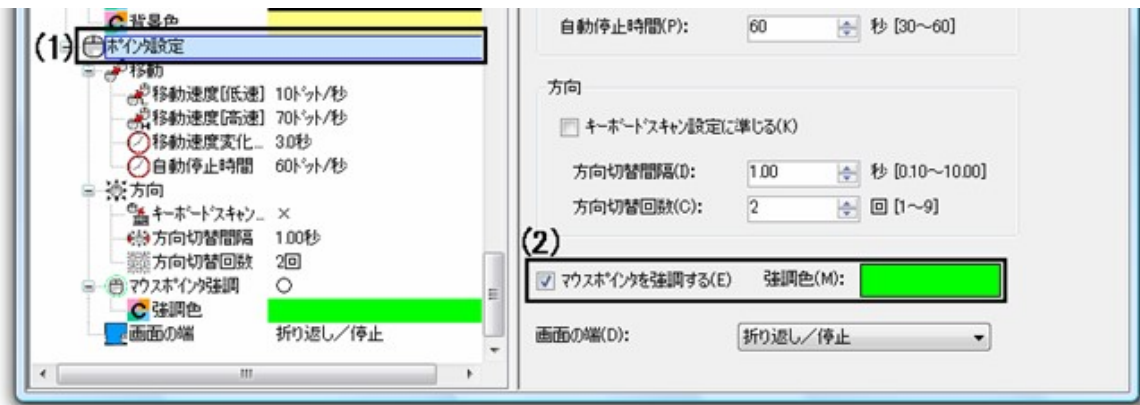 背景色
(1)
ポインタ設定
移動
移動速度[低速] 10ドット/秒
移動速度[高速] 70ドット/秒
移動速度変化... 3.0秒
自動停止時間 60ドット/秒
方向
キーボードスキャン... ×
方向切替間隔 1.00秒
方向切替回数 2回
マウスポインタ強調 ○
C 強調色
画面の端 折り返し/停止
自動停止時間(P): 60 秒 [30～60]
方向
キーボードスキャン設定に準じる(K)
方向切替間隔(I): 1.00 秒 [0.10～10.00]
方向切替回数(C): 2 回 [1～9]
(2)
マウスポインタを強調する(E) 強調色(M):
画面の端(D): 折り返し/停止